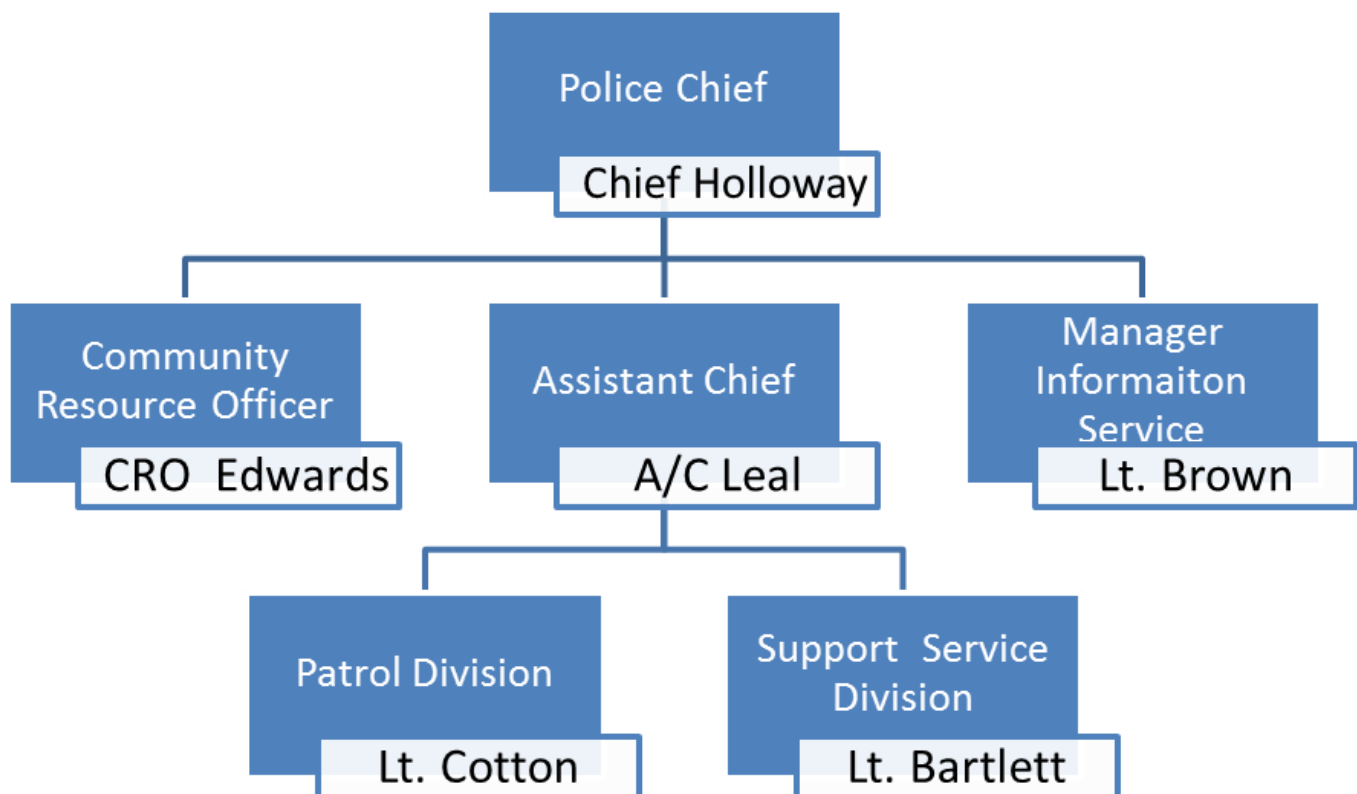 Police Chief
Chief Holloway
Community
Resource Officer
CRO Edwards
Assistant Chief
A/C Leal
Manager
Informaiton
Service
Lt. Brown
Patrol Division
Lt. Cotton
Support Service
Division
Lt. Bartlett